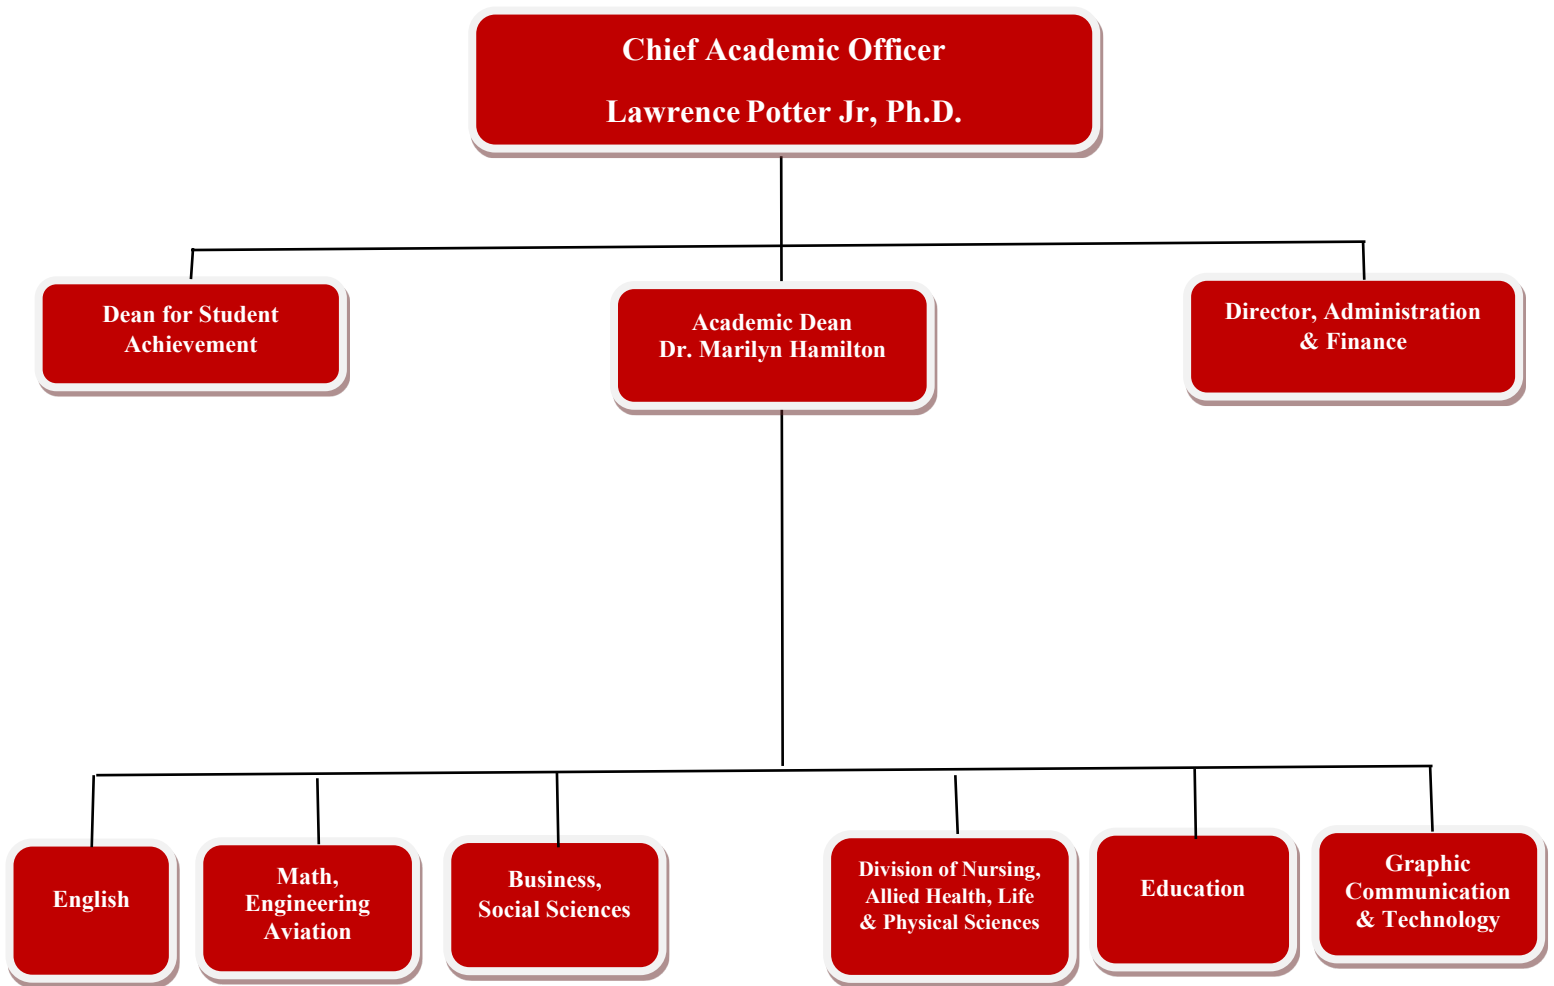 Chief Academic Officer
Lawrence Potter Jr, Ph.D.
Dean for Student
Achievement
Academic Dean
Dr. Marilyn Hamilton
Director, Administration
& Finance
English
Math,
Engineering
Aviation
Business,
Social Sciences
Division of Nursing,
Allied Health, Life
& Physical Sciences
Education
Graphic
Communication
& Technology